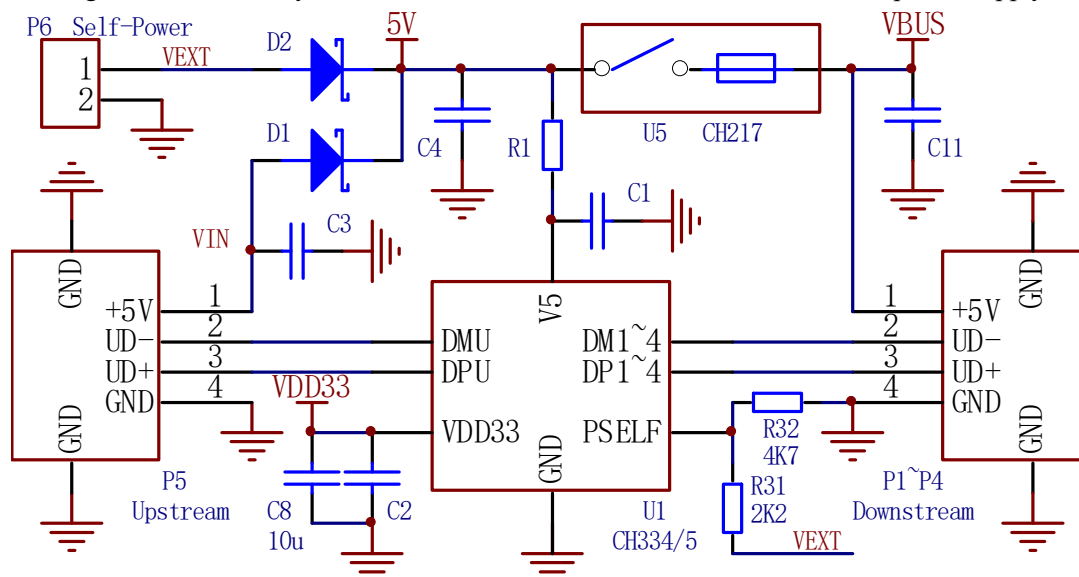 P6 Self-Power
1
2
VEXT
D2
5V
VBUS
D1
C4
R1
U5 CH217
C11
C3
C1
VIN
GND
+5V
UD-
UD+
GND
GND
1
2
3
4
P5
Upstream
VDD33
C8
10u
C2
V5
DMU
DPU
VDD33
GND
DM1~4
DP1~4
PSELF
U1
CH334/5
R32
4K7
R31
2K2
VEXT
1
2
3
4
GND
+5V
UD-
UD+
GND
GND
P1~P4
Downstream